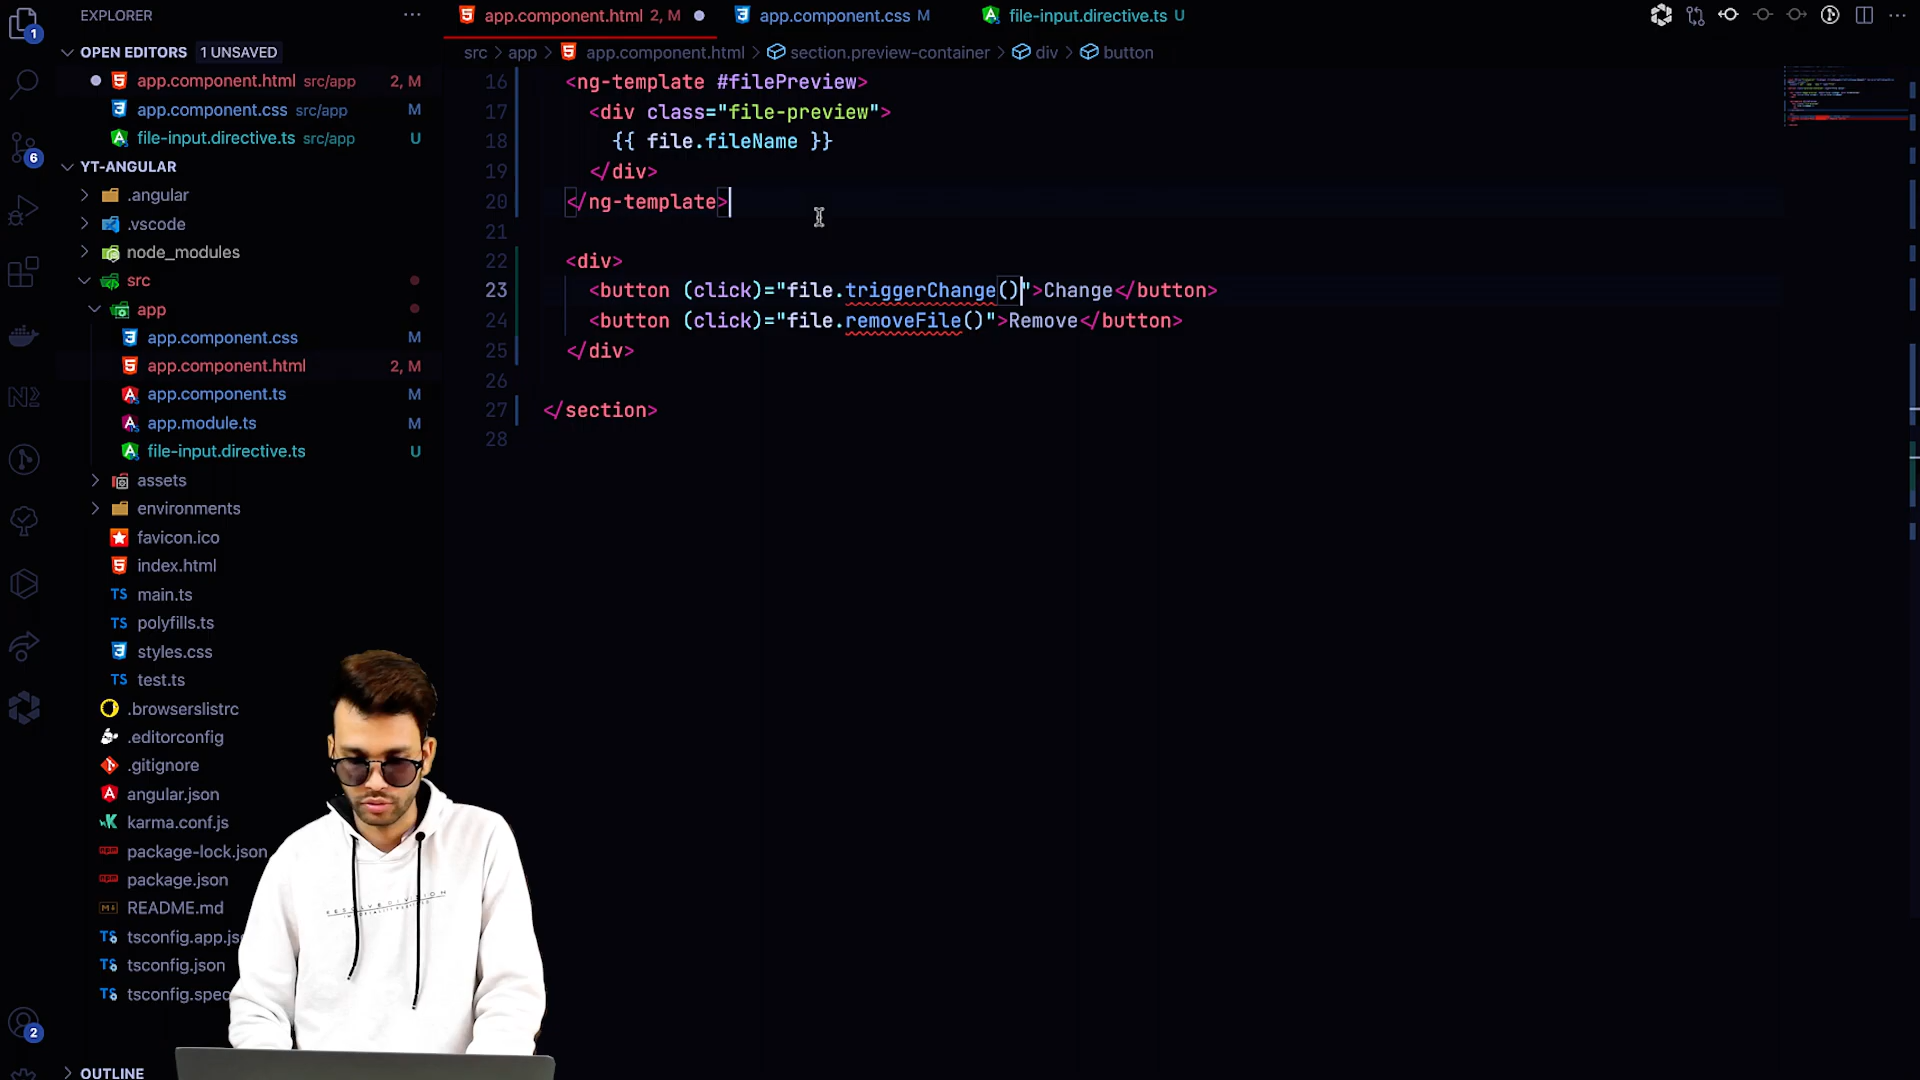 EXPLORER
OPEN EDITORS 1 UNSAVED
app.component.html src/app 2, M
app.component.css src/app M
file-input.directive.ts src/app U
YT-ANGULAR
.angular
.vscode
node_modules
src
app
app.component.css M
app.component.html 2, M
app.component.ts M
app.module.ts M
file-input.directive.ts U
assets
environments
favicon.ico
index.html
main.ts
polyfills.ts
styles.css
test.ts
.browserslistrc
.editorconfig
.gitignore
angular.json
karma.conf.js
package-lock.json
package.json
README.md
tsconfig.app.js
tsconfig.json
tsconfig.spec
OUTLINE
1
6
2
app.component.html 2, M
app.component.css M
file-input.directive.ts U
src > app > app.component.html > section.preview-container > div > button
16 <ng-template #filePreview>
17 <div class="file-preview">
18 {{ file.fileName }}
19 </div>
20 </ng-template>
21
22 <div>
23 <button (click)="file.triggerChange()">Change</button>
24 <button (click)="file.removeFile()">Remove</button>
25 </div>
26
27 </section>
28